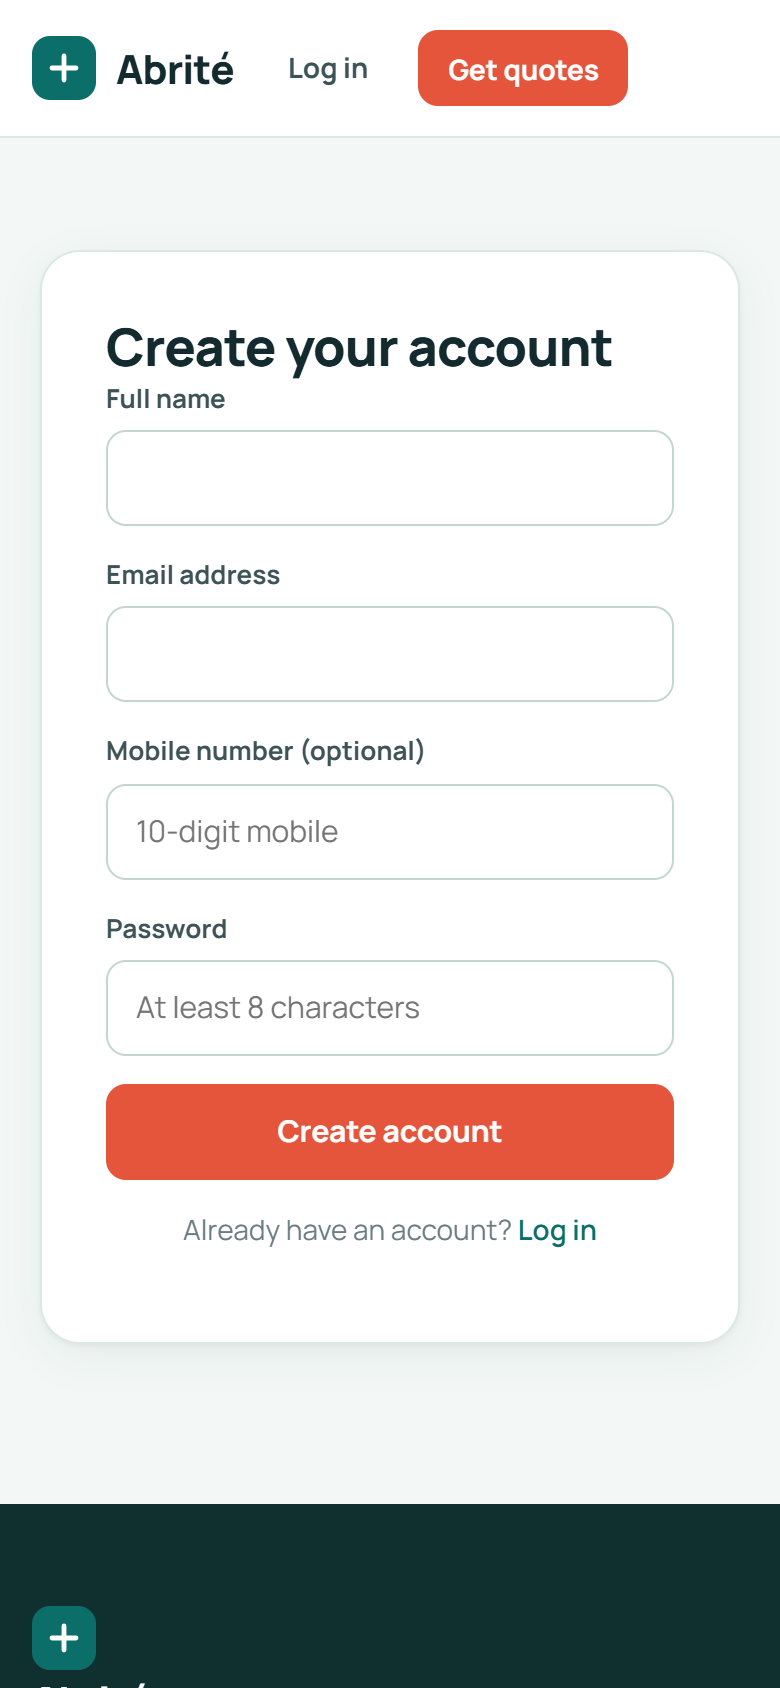 Abrité
Log in
Get quotes
Create your account
Full name
Email address
Mobile number (optional)
10-digit mobile
Password
At least 8 characters
Create account
Already have an account? Log in